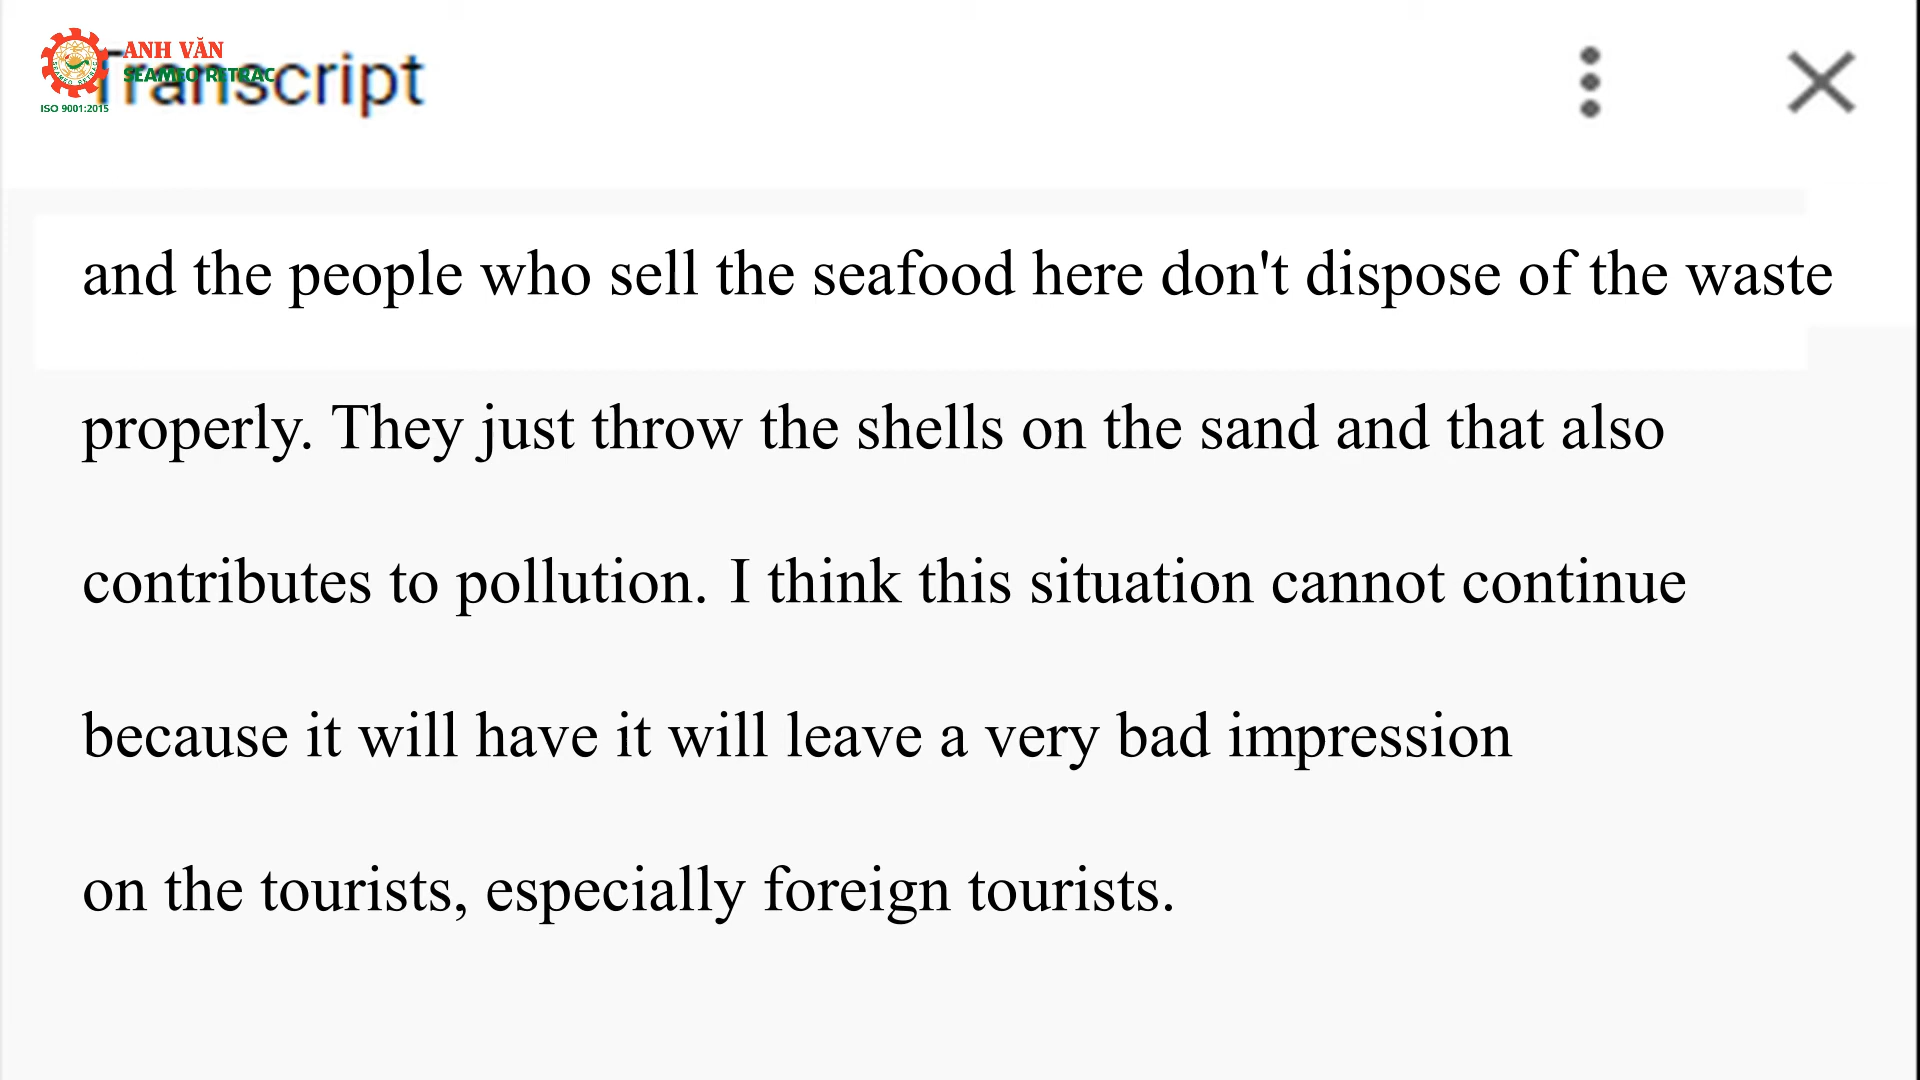 ANH VĂN
SEAMEO RETRAC
ISO 9001:2015
Transcript
and the people who sell the seafood here don't dispose of the waste
properly. They just throw the shells on the sand and that also
contributes to pollution. I think this situation cannot continue
because it will have it will leave a very bad impression
on the tourists, especially foreign tourists.